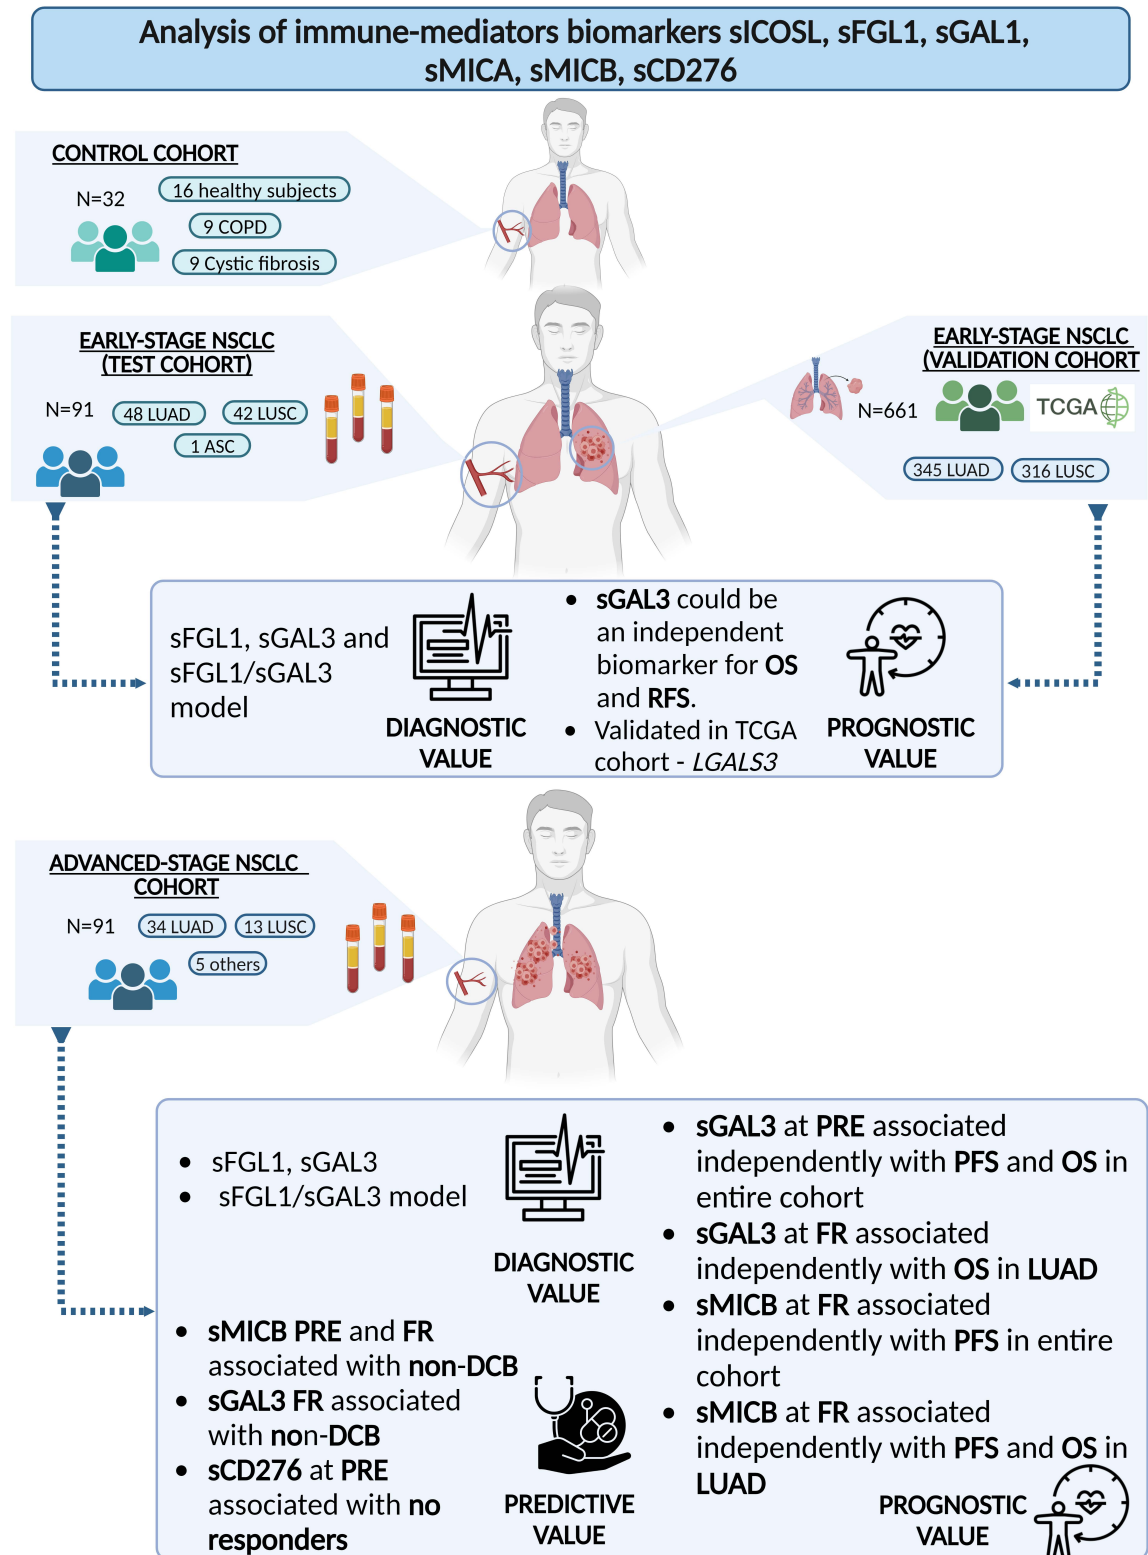 Analysis of immune-mediators biomarkers sICOSL, sFGL1, sGAL1,
sMICA, sMICB, sCD276
CONTROL COHORT
N=32
16 healthy subjects
9 COPD
9 Cystic fibrosis
EARLY-STAGE NSCLC
(TEST COHORT)
N=91
48 LUAD
42 LUSC
1 ASC
EARLY-STAGE NSCLC
(VALIDATION COHORT
N=661
TCGA
345 LUAD
316 LUSC
sFGL1, sGAL3 and
sFGL1/sGAL3
model
DIAGNOSTIC
VALUE
• sGAL3 could be
an independent
biomarker for OS
and RFS.
• Validated in TCGA
cohort - LGALS3
PROGNOSTIC
VALUE
ADVANCED-STAGE NSCLC
COHORT
N=91
34 LUAD
13 LUSC
5 others
• sFGL1, sGAL3
• sFGL1/sGAL3 model
DIAGNOSTIC
VALUE
• sMICB PRE and FR
associated with non-DCB
• sGAL3 FR associated
with non-DCB
• sCD276 at PRE
associated with no
responders
PREDICTIVE
VALUE
• sGAL3 at PRE associated
independently with PFS and OS in
entire cohort
• sGAL3 at FR associated
independently with OS in LUAD
• sMICB at FR associated
independently with PFS in entire
cohort
• sMICB at FR associated
independently with PFS and OS in
LUAD
PROGNOSTIC
VALUE